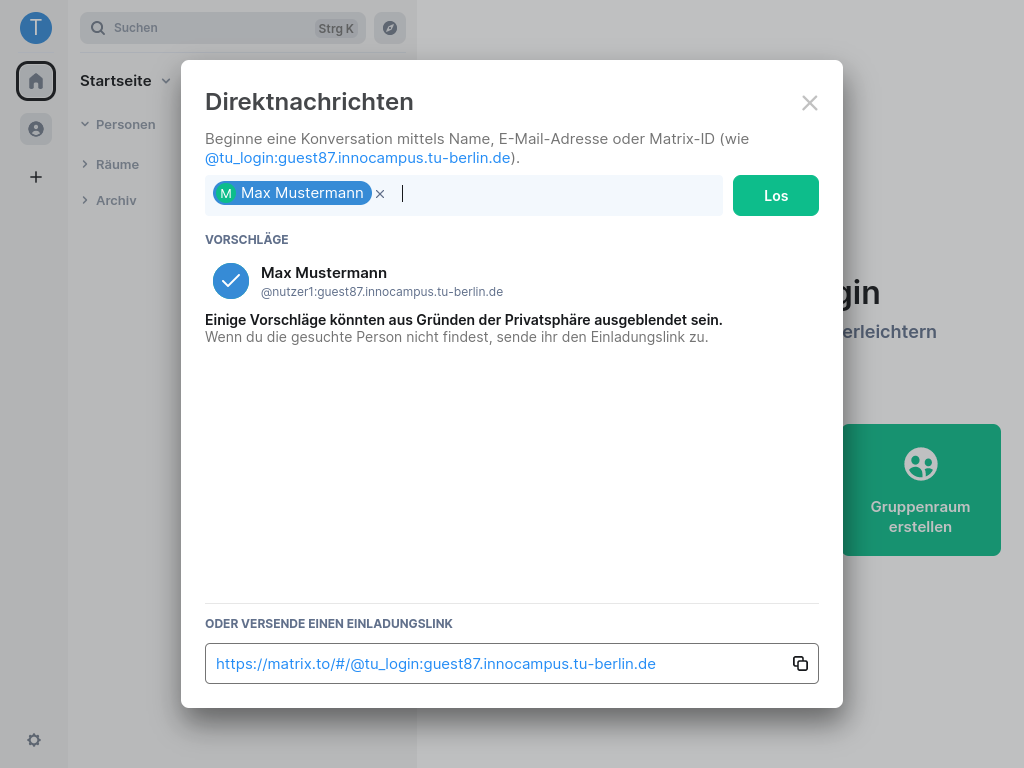 T
Suchen
Strg K
Startseite
Personen
Räume
Archiv
Direktnachrichten
Beginne eine Konversation mittels Name, E-Mail-Adresse oder Matrix-ID (wie
@tu_login:guest87.innocampus.tu-berlin.de).
M Max Mustermann
Los
VORSCHLÄGE
Max Mustermann
@nutzer1:guest87.innocampus.tu-berlin.de
Einige Vorschläge könnten aus Gründen der Privatsphäre ausgeblendet sein.
Wenn du die gesuchte Person nicht findest, sende ihr den Einladungslink zu.
ODER VERSENDE EINEN EINLADUNGSLINK
https://matrix.to/#/@tu_login:guest87.innocampus.tu-berlin.de
gin
erleichtern
Gruppenraum
erstellen